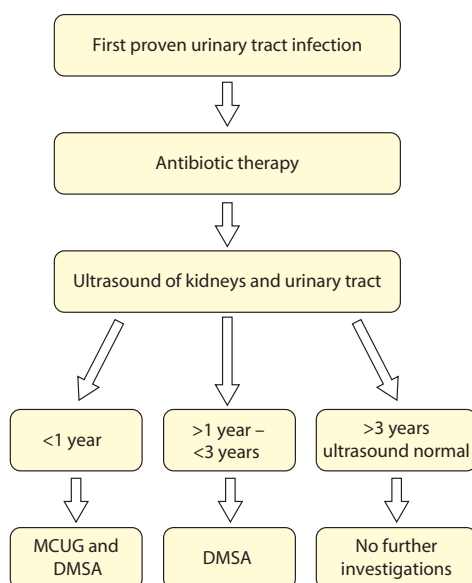 First proven urinary tract infection
Antibiotic therapy
Ultrasound of kidneys and urinary tract
<1 year
>1 year –
<3 years
>3 years
ultrasound normal
MCUG and
DMSA
DMSA
No further
investigations